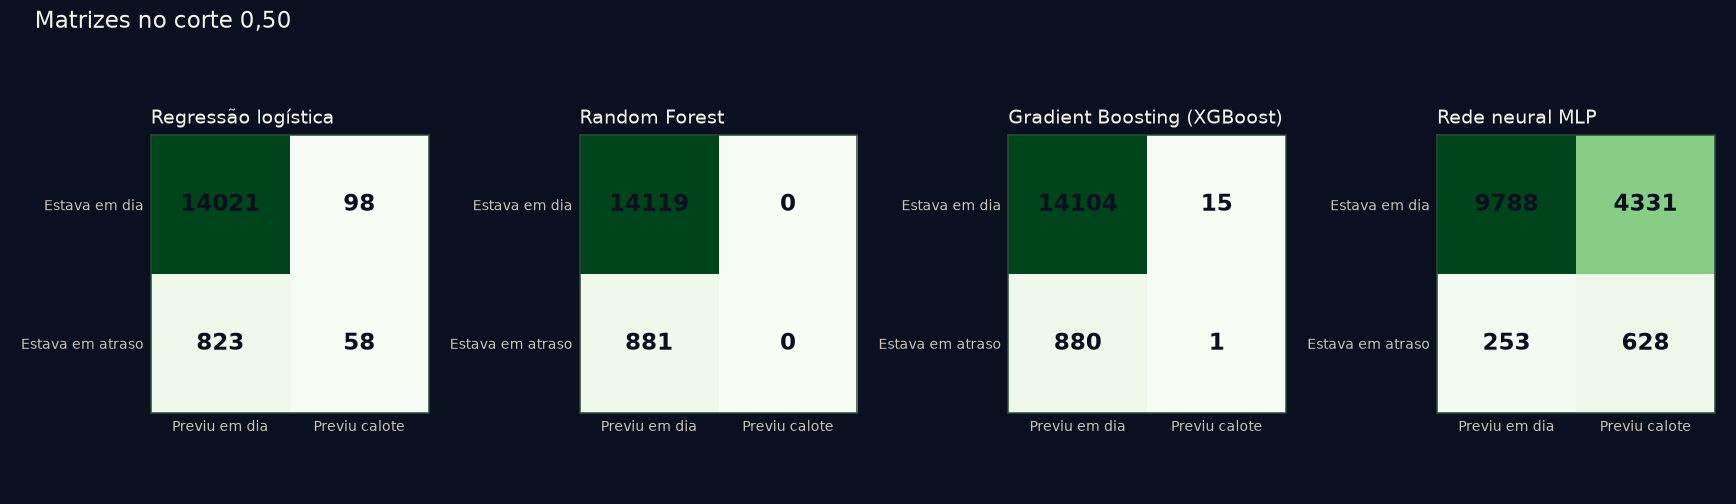 Matrizes no corte 0,50
Regressão logística
Estava em dia
14021
98
Estava em atraso
823
58
Previu em dia
Previu calote
Random Forest
Estava em dia
14119
0
Estava em atraso
881
0
Previu em dia
Previu calote
Gradient Boosting (XGBoost)
Estava em dia
14104
15
Estava em atraso
880
1
Previu em dia
Previu calote
Rede neural MLP
Estava em dia
9788
4331
Estava em atraso
253
628
Previu em dia
Previu calote